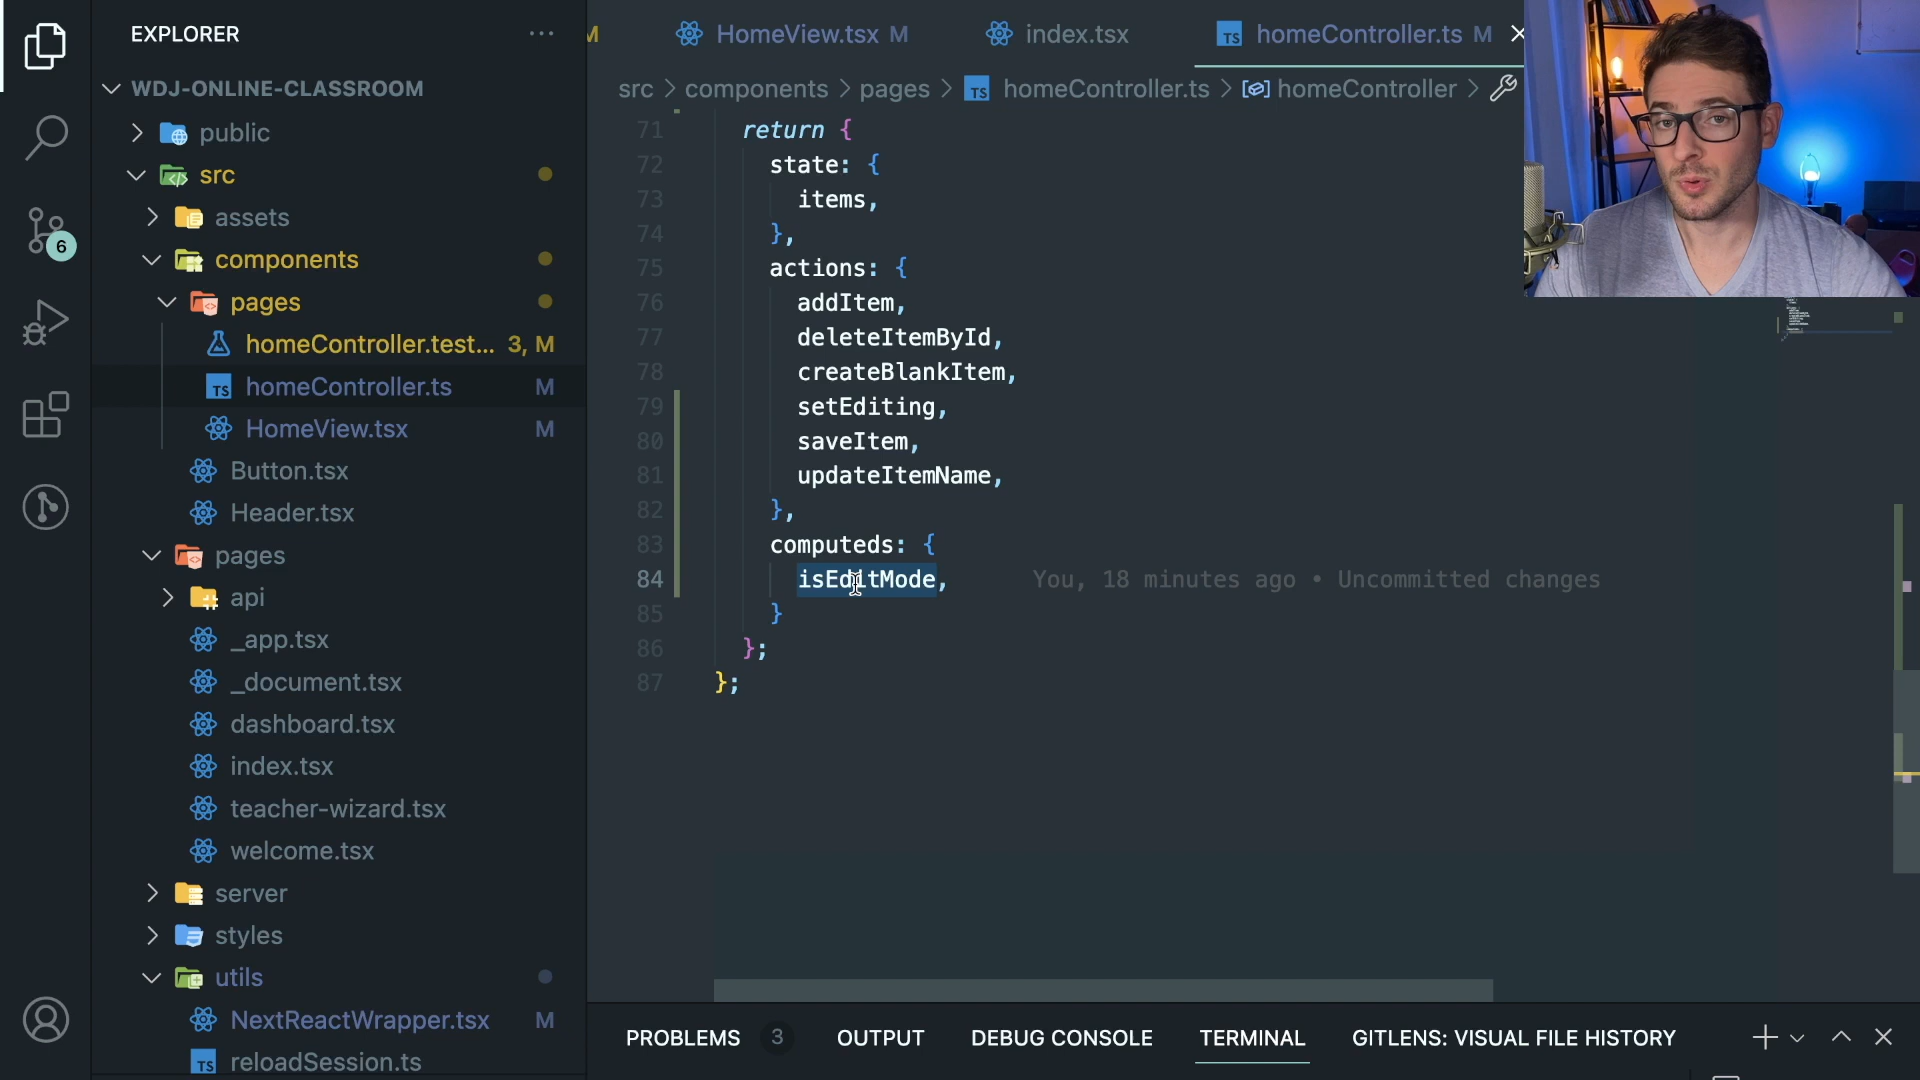 EXPLORER
WDJ-ONLINE-CLASSROOM
public
src
assets
components
pages
homeController.test... 3, M
homeController.ts M
HomeView.tsx M
Button.tsx
Header.tsx
pages
api
_app.tsx
_document.tsx
dashboard.tsx
index.tsx
teacher-wizard.tsx
welcome.tsx
server
styles
utils
NextReactWrapper.tsx M
reloadSession.ts
6
M
HomeView.tsx M
index.tsx
TS homeController.ts M
src > components > pages > TS homeController.ts > homeController >
71 return {
72 state: {
73 items,
74 },
75 actions: {
76 addItem,
77 deleteItemById,
78 createBlankItem,
79 setEditing,
80 saveItem,
81 updateItemName,
82 },
83 computeds: {
84 isEditMode, You, 18 minutes ago • Uncommitted changes
85 }
86 };
87 };
PROBLEMS 3 OUTPUT DEBUG CONSOLE TERMINAL GITLENS: VISUAL FILE HISTORY